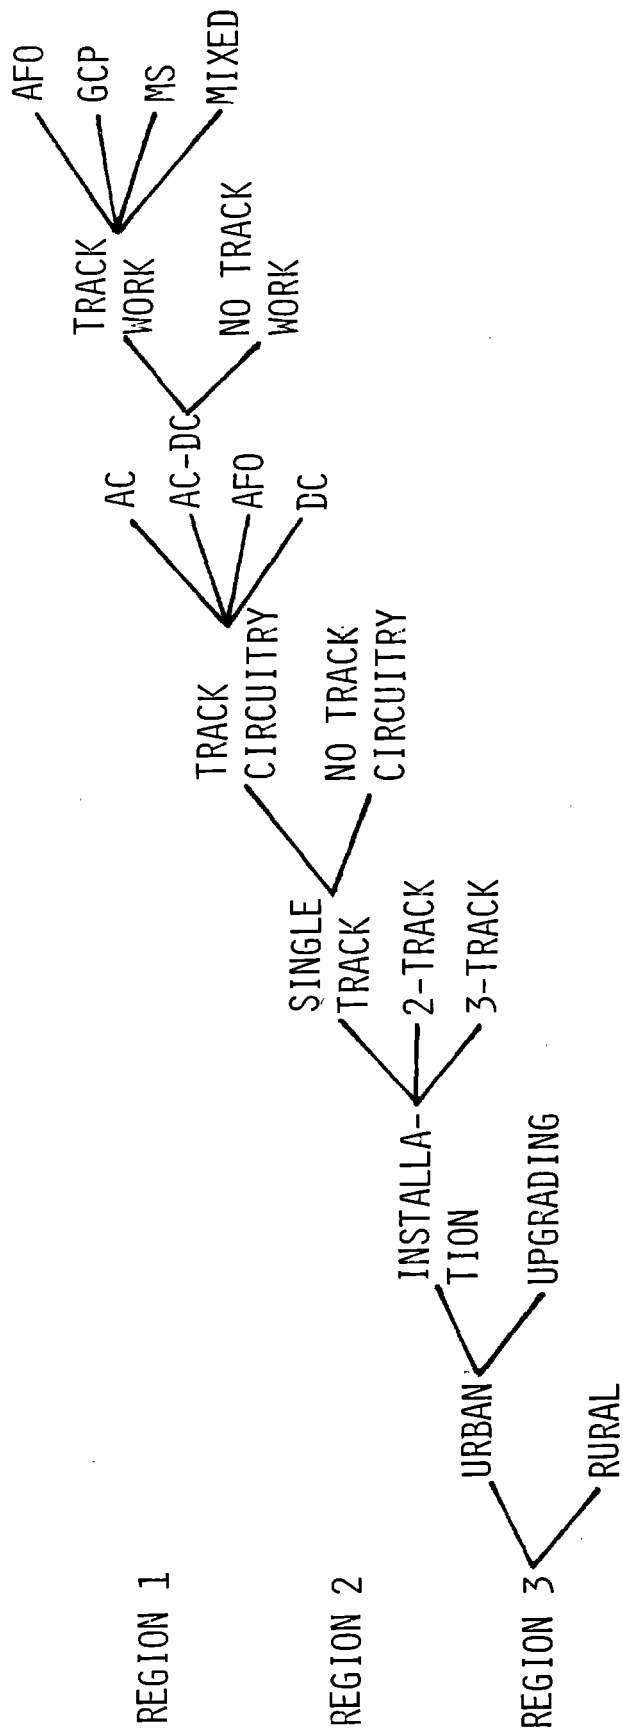 REGION 1
REGION 2
REGION 3
URBAN
RURAL
INSTALLA-
TION
UPGRADING
SINGLE
TRACK
2-TRACK
3-TRACK
TRACK
CIRCUITRY
NO TRACK
CIRCUITRY
AC
AC-DC
AFO
DC
TRACK
WORK
NO TRACK
WORK
AFO
GCP
MS
MIXED